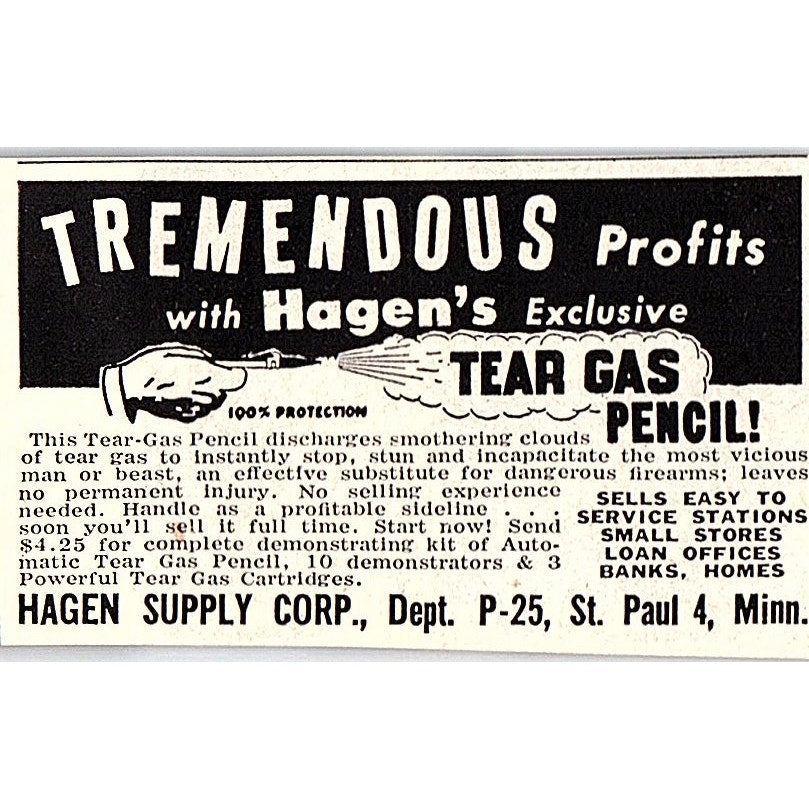 TREMENDOUS Profits
with Hagen's Exclusive
TEAR GAS
PENCIL!
100% PROTECTION
This Tear-Gas Pencil discharges smothering clouds
of tear gas to instantly stop, stun and incapacitate the most vicious
man or beast, an effective substitute for dangerous firearms; leaves
no permanent injury. No selling experience
needed. Handle as a profitable sideline . . .
soon you'll sell it full time. Start now! Send
$4.25 for complete demonstrating kit of Auto-
matic Tear Gas Pencil, 10 demonstrators & 3
Powerful Tear Gas Cartridges.
SELLS EASY TO
SERVICE STATIONS
SMALL STORES
LOAN OFFICES
BANKS, HOMES
HAGEN SUPPLY CORP., Dept. P-25, St. Paul 4, Minn.